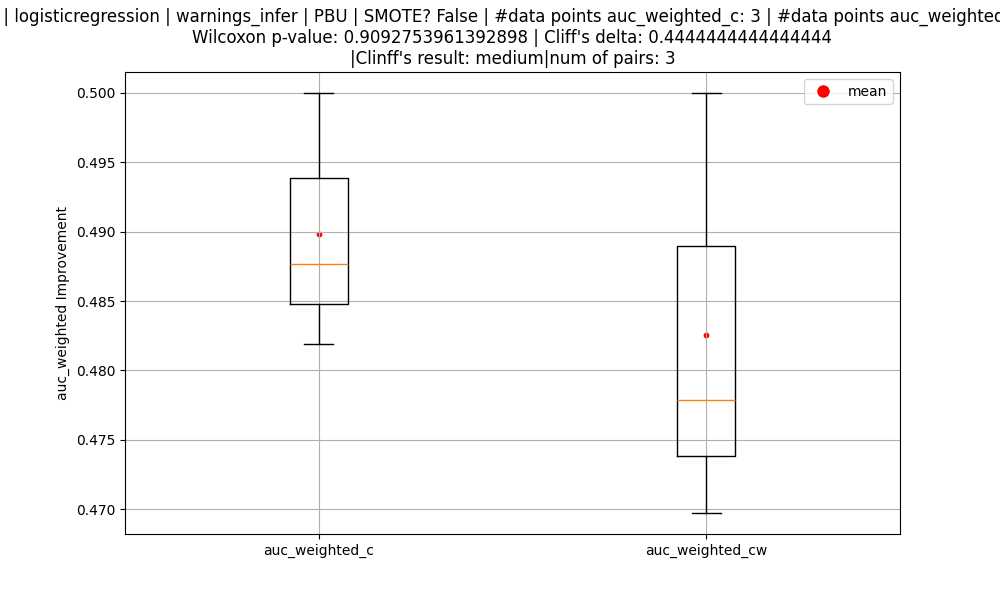 | logisticregression | warnings_infer | PBU | SMOTE? False | #data points auc_weighted_c: 3 | #data points auc_weighted
Wilcoxon p-value: 0.9092753961392898 | Cliff's delta: 0.4444444444444444
|Clinff's result: medium|num of pairs: 3
mean
0.500
0.495
0.490
0.485
0.480
0.475
0.470
auc_weighted Improvement
auc_weighted_c
auc_weighted_cw